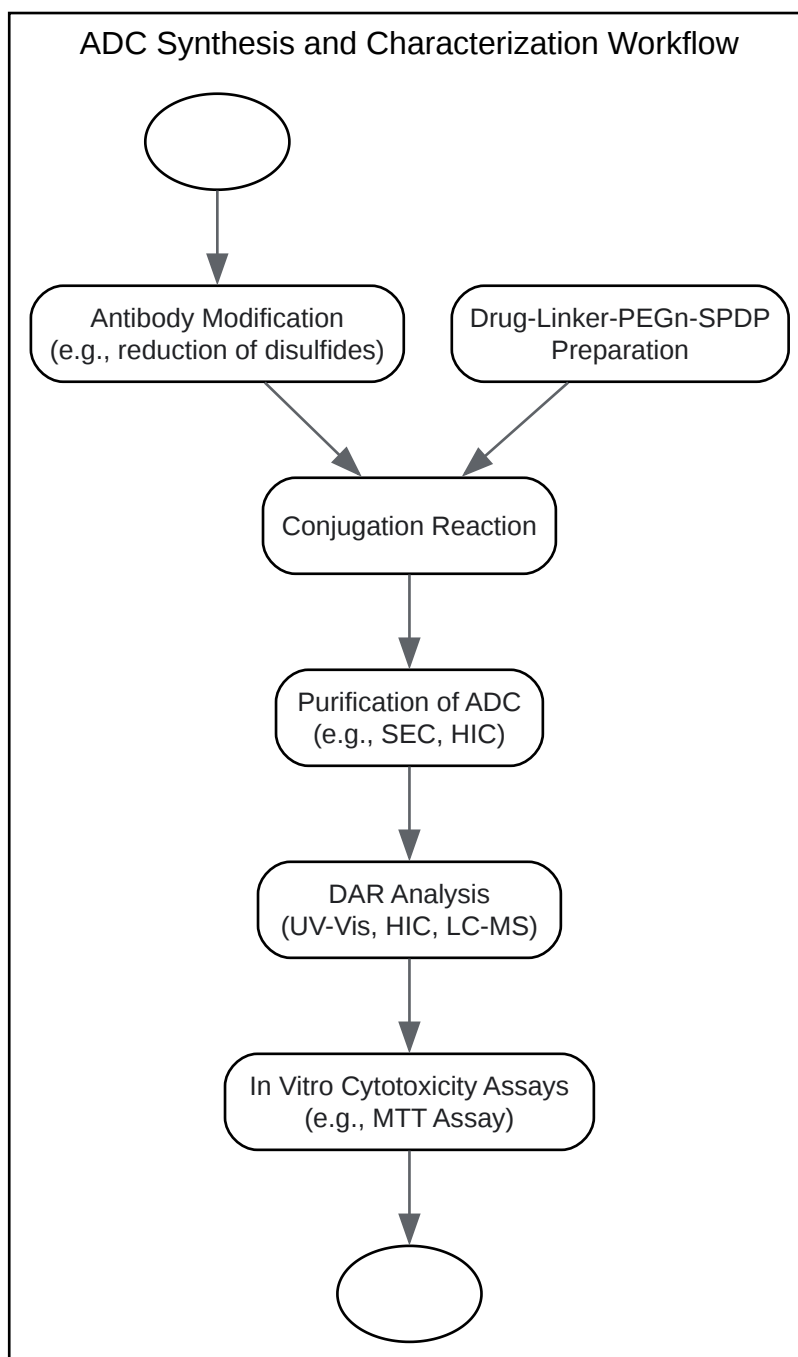 ADC Synthesis and Characterization Workflow
Antibody Modification
(e.g., reduction of disulfides)
Drug-Linker-PEGn-SPDP
Preparation
Conjugation Reaction
Purification of ADC
(e.g., SEC, HIC)
DAR Analysis
(UV-Vis, HIC, LC-MS)
In Vitro Cytotoxicity Assays
(e.g., MTT Assay)